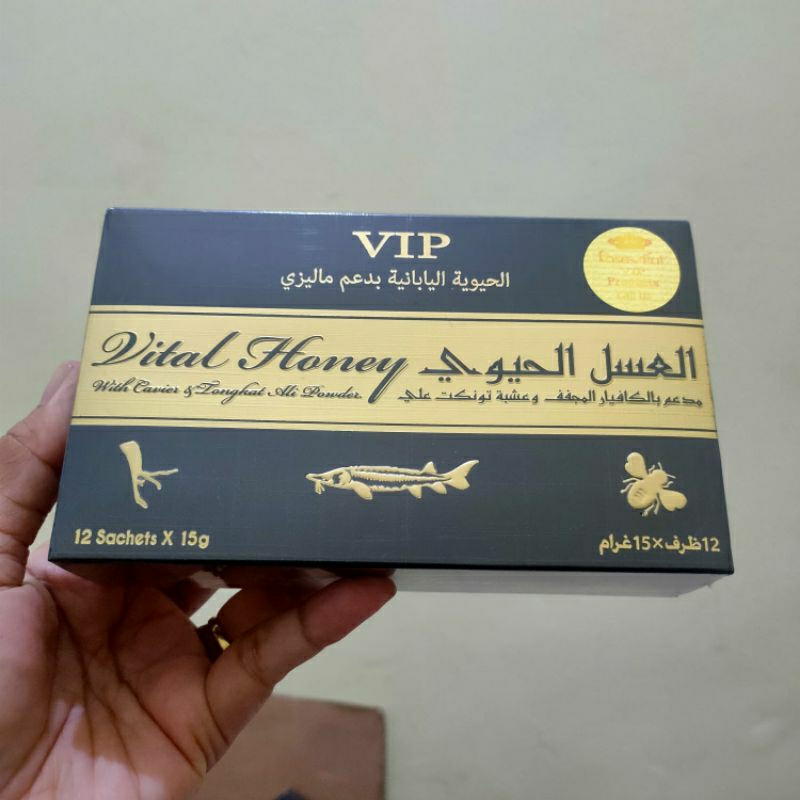 VIP
الحيوية اليابانية بدعم ماليزي
Vital Honey العسل الحيوي
With Cavier & Tongkat Ali Powder مدعم بالكافيار المجفف وعشبة تونكت علي
12 Sachets X 15g
12ظرف×15غرام